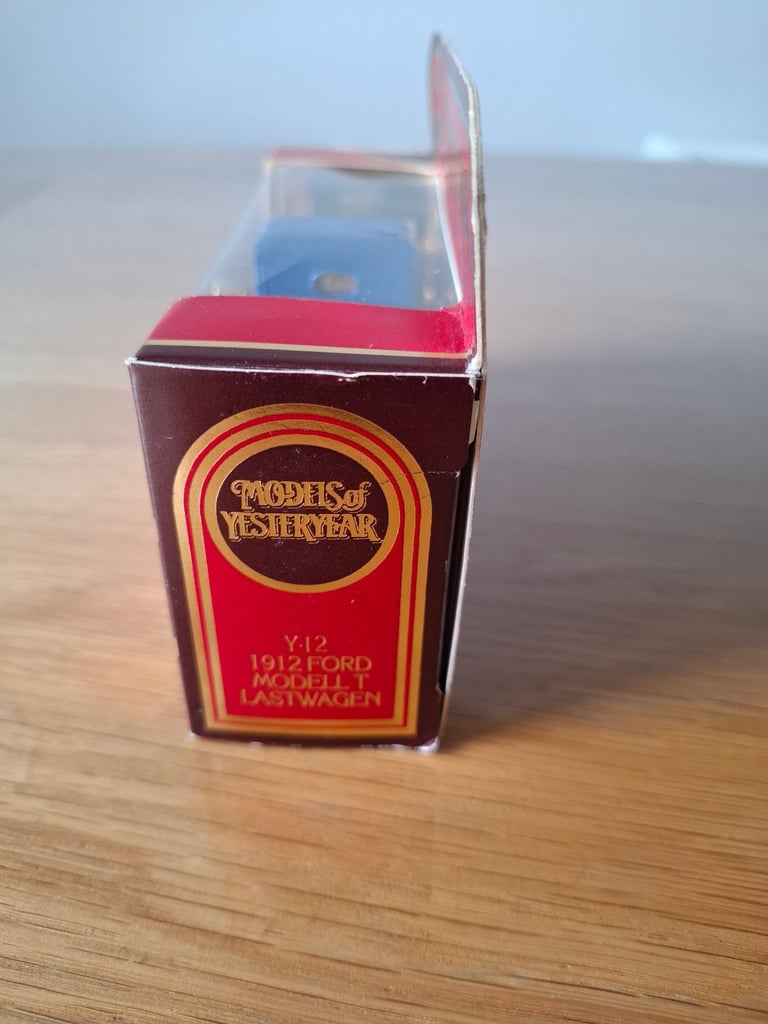 MODELS of
YESTERYEAR
Y-12
1912 FORD
MODELL T
LASTWAGEN